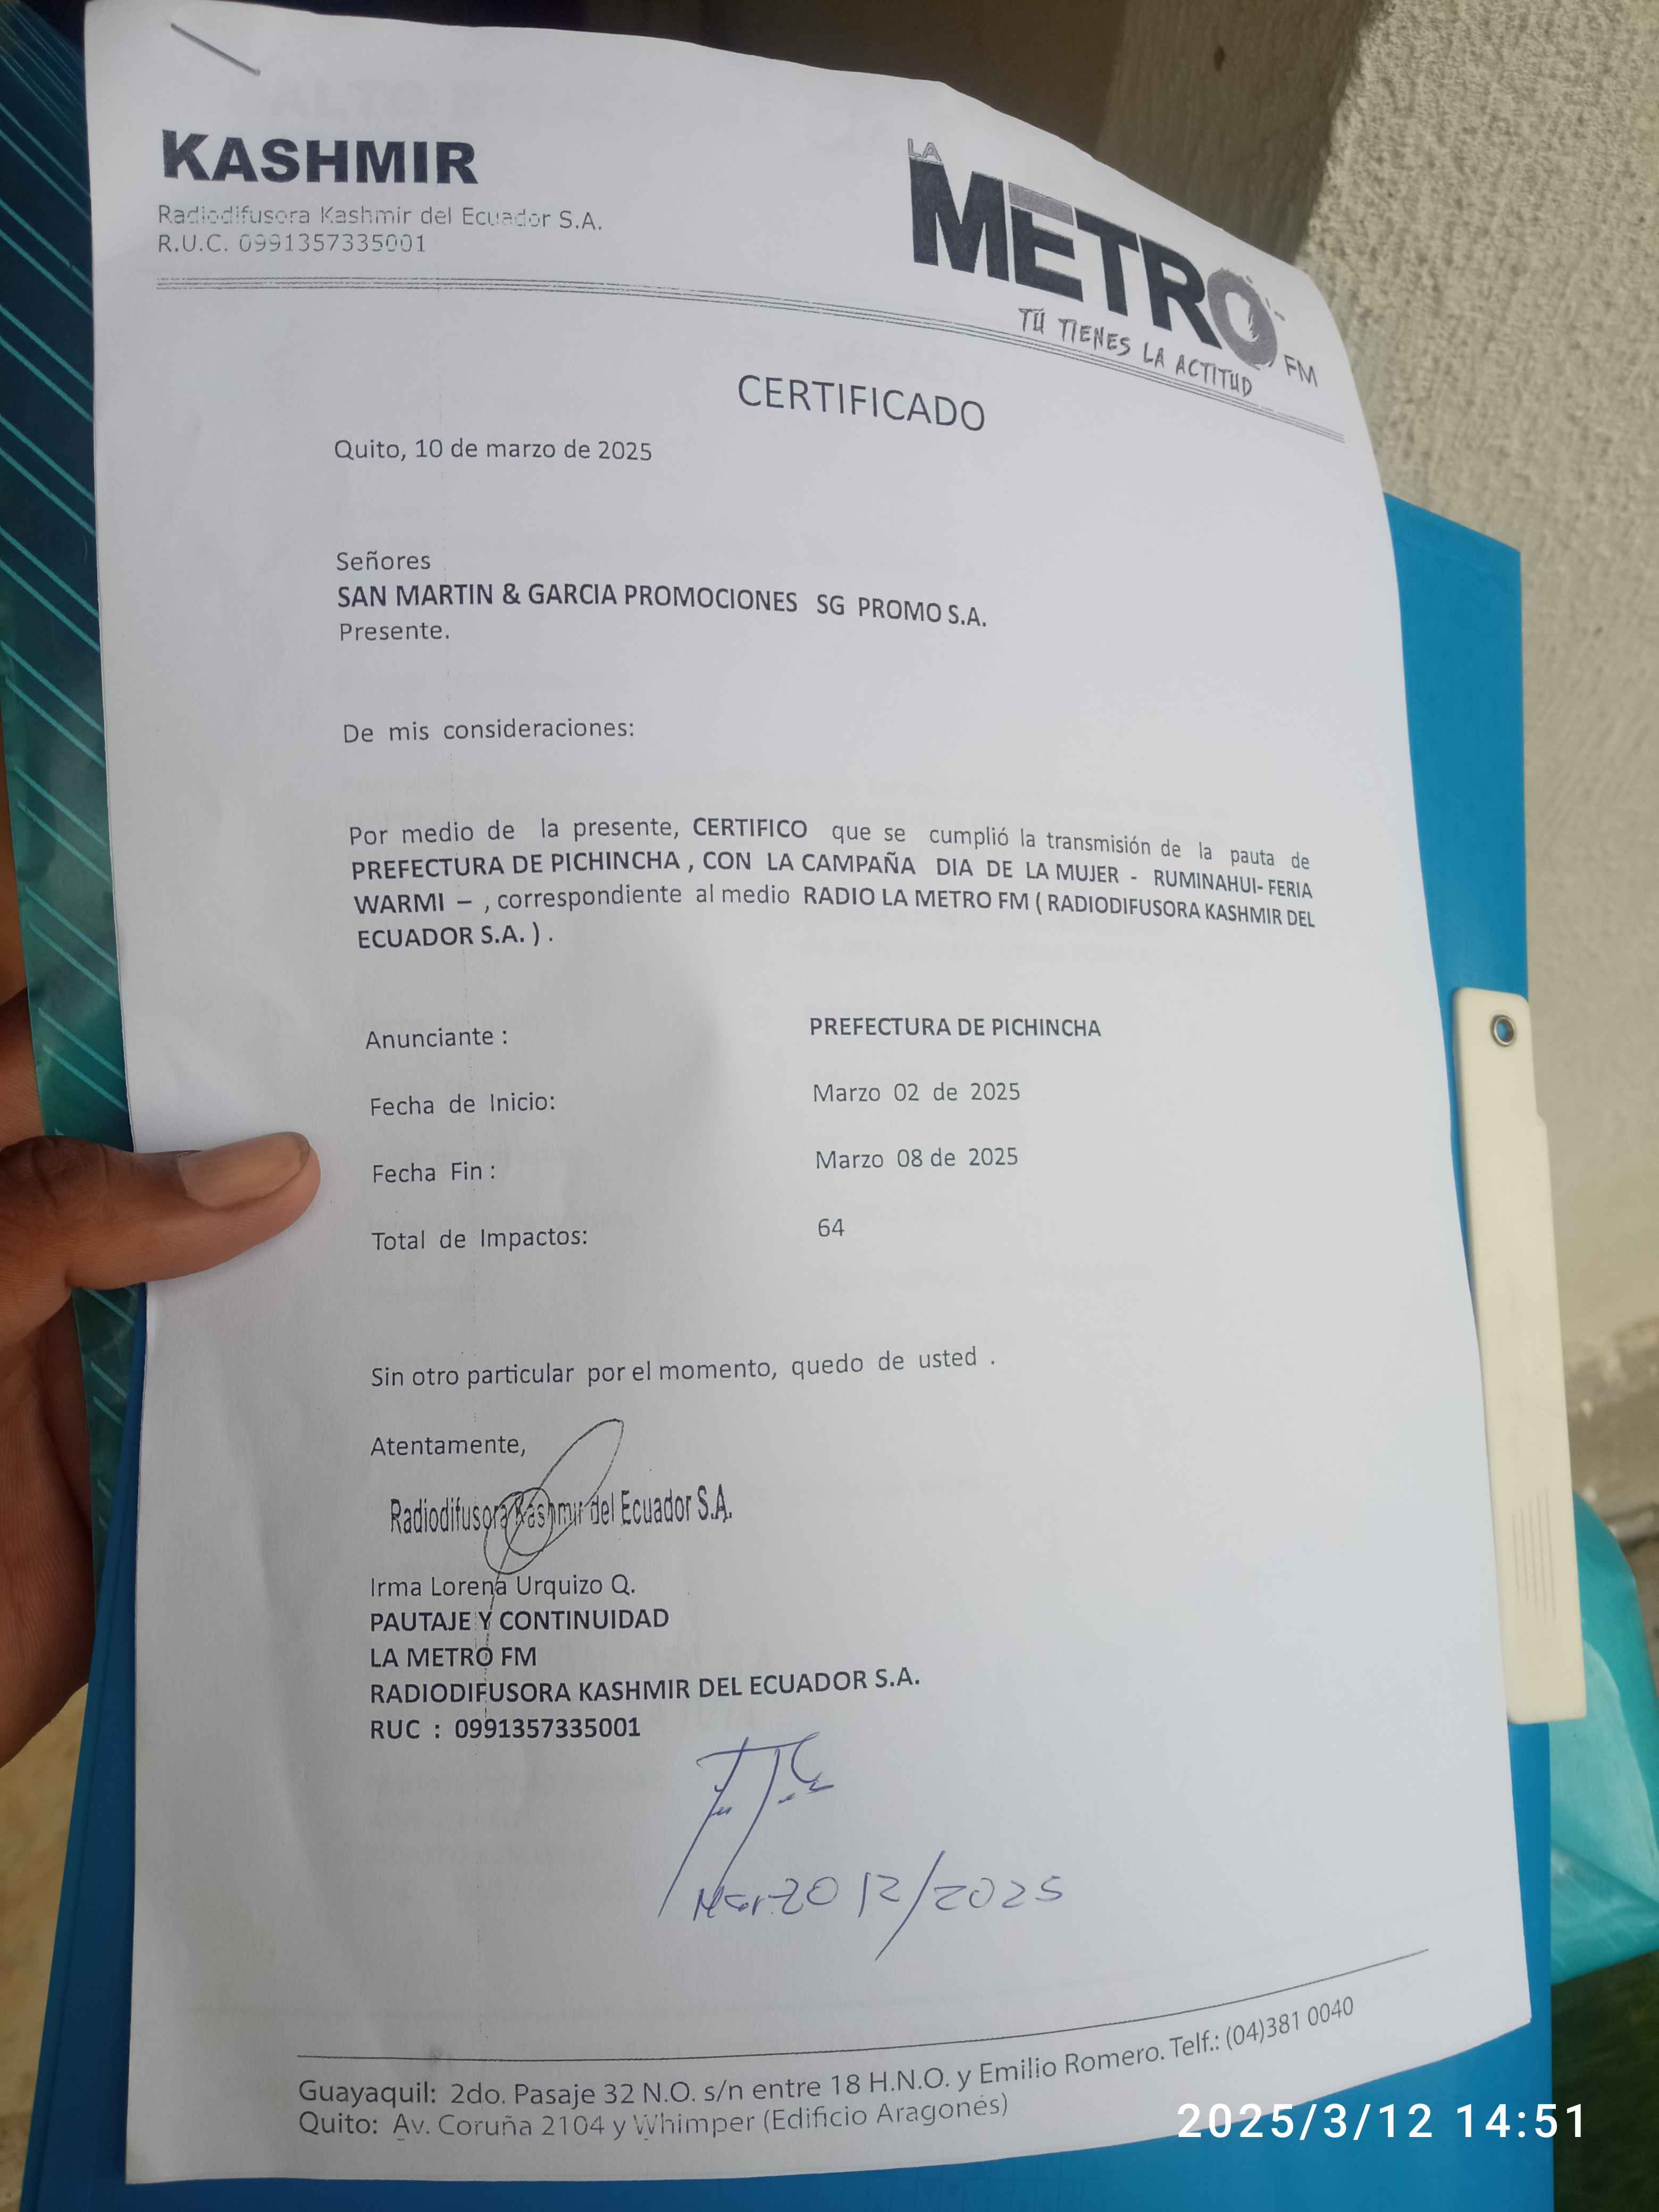 KASHMIR
Radiodifusora Kashmir del Ecuador S.A.
R.U.C. 0991357335001
LA
METRO
FM
TÚ TIENES LA ACTITUD
CERTIFICADO
Quito, 10 de marzo de 2025
Señores
SAN MARTIN & GARCIA PROMOCIONES SG PROMO S.A.
Presente.
De mis consideraciones:
Por medio de la presente, CERTIFICO que se cumplió la transmisión de la pauta de
PREFECTURA DE PICHINCHA , CON LA CAMPAÑA DIA DE LA MUJER - RUMINAHUI- FERIA
WARMI – , correspondiente al medio RADIO LA METRO FM ( RADIODIFUSORA KASHMIR DEL
ECUADOR S.A. ) .
Anunciante : PREFECTURA DE PICHINCHA
Fecha de Inicio: Marzo 02 de 2025
Fecha Fin : Marzo 08 de 2025
Total de Impactos: 64
Sin otro particular por el momento, quedo de usted .
Atentamente,
Radiodifusora Kashmir del Ecuador S.A.
Irma Lorena Urquizo Q.
PAUTAJE Y CONTINUIDAD
LA METRO FM
RADIODIFUSORA KASHMIR DEL ECUADOR S.A.
RUC : 0991357335001
Marzo 12/2025
Guayaquil: 2do. Pasaje 32 N.O. s/n entre 18 H.N.O. y Emilio Romero. Telf.: (04)381 0040
Quito: Av. Coruña 2104 y Whimper (Edificio Aragonés)
2025/3/12 14:51